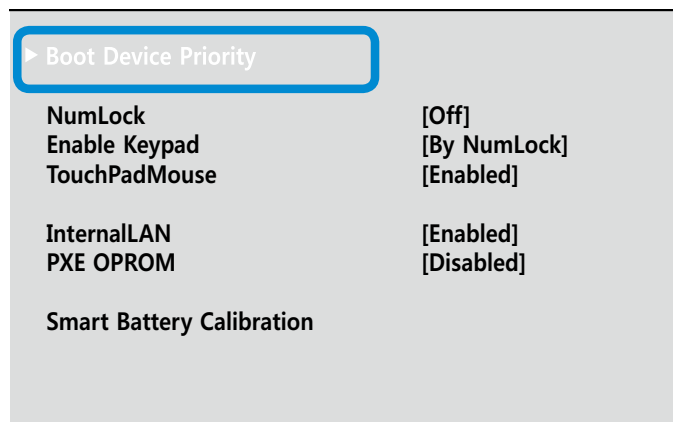 ▶ Boot Device Priority
NumLock [Off]
Enable Keypad [By NumLock]
TouchPadMouse [Enabled]
InternalLAN [Enabled]
PXE OPROM [Disabled]
Smart Battery Calibration